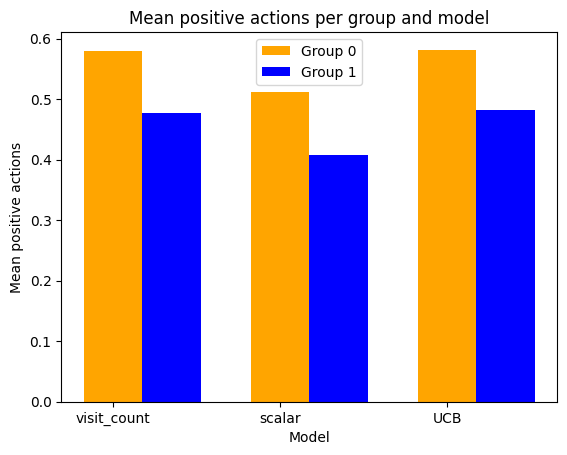 Mean positive actions per group and model
Group 0
Group 1
Mean positive actions
0.6
0.5
0.4
0.3
0.2
0.1
0.0
visit_count scalar UCB
Model